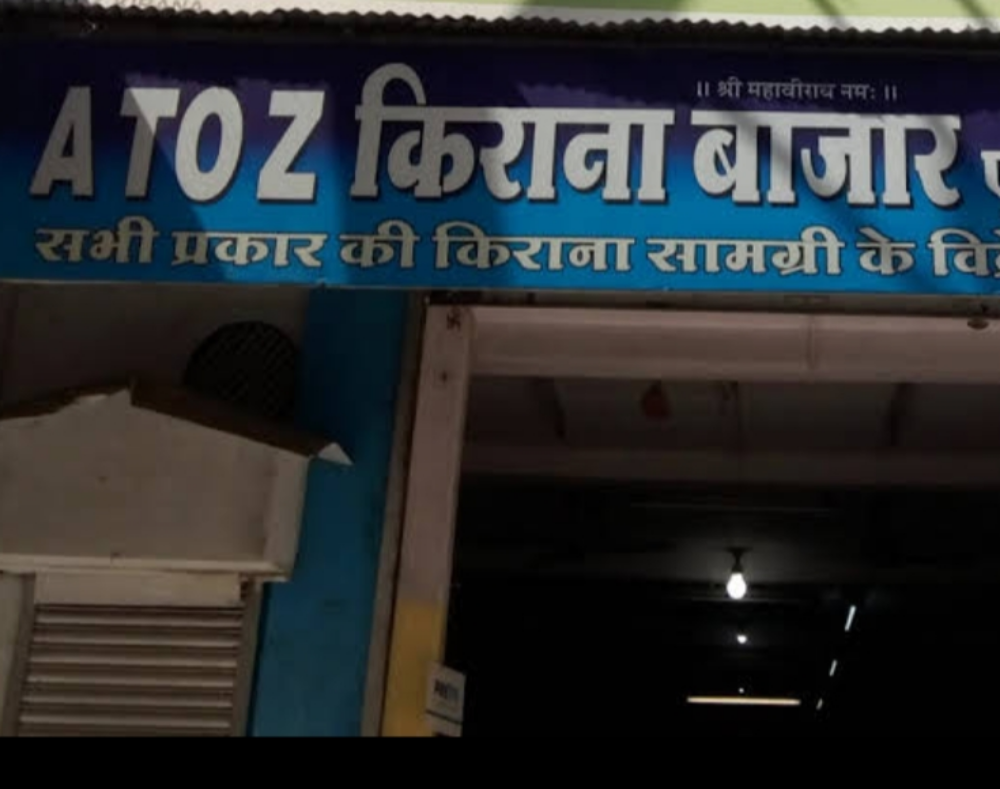 ॥ श्री महावीराय नमः ॥
A TO Z किराना बाजार
सभी प्रकार की किराना सामग्री के